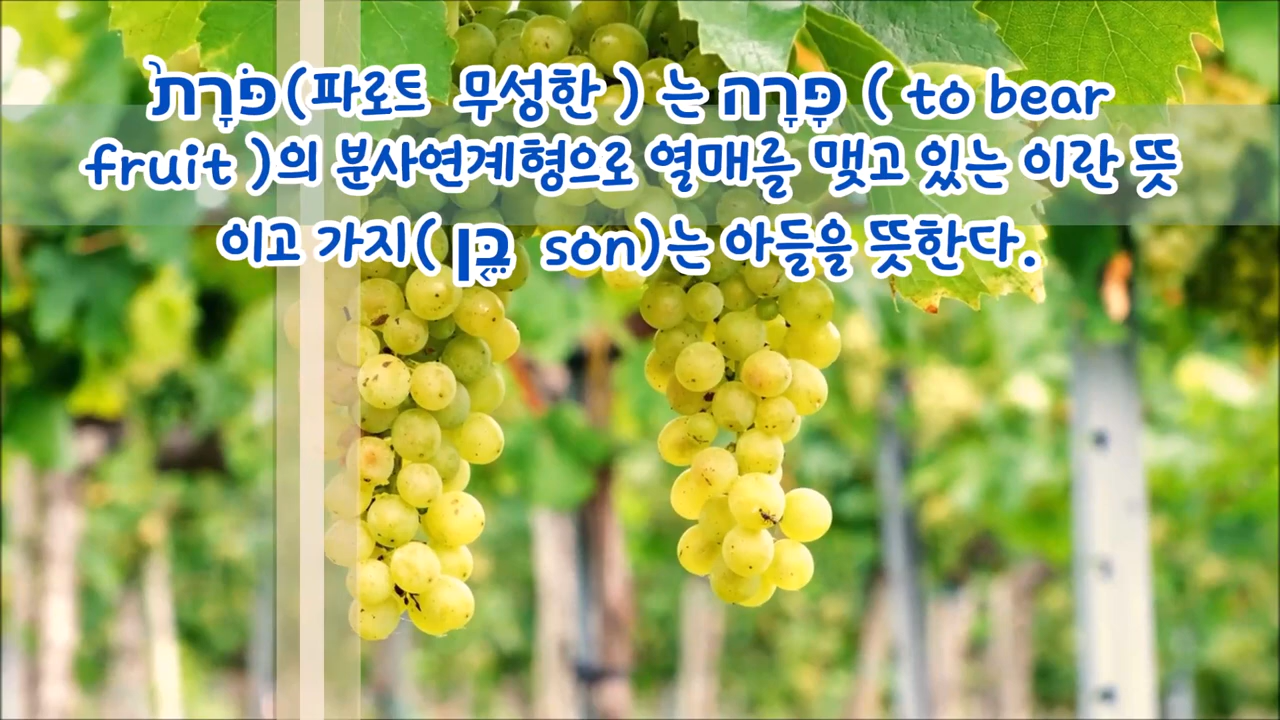 פֹּרָת֙(파로트 무성한 ) 는 פָּרָה ( to bear
fruit )의 분사연계형으로 열매를 맺고 있는 이란 뜻
이고 가지( בֵּ֤ן son)는 아들을 뜻한다.